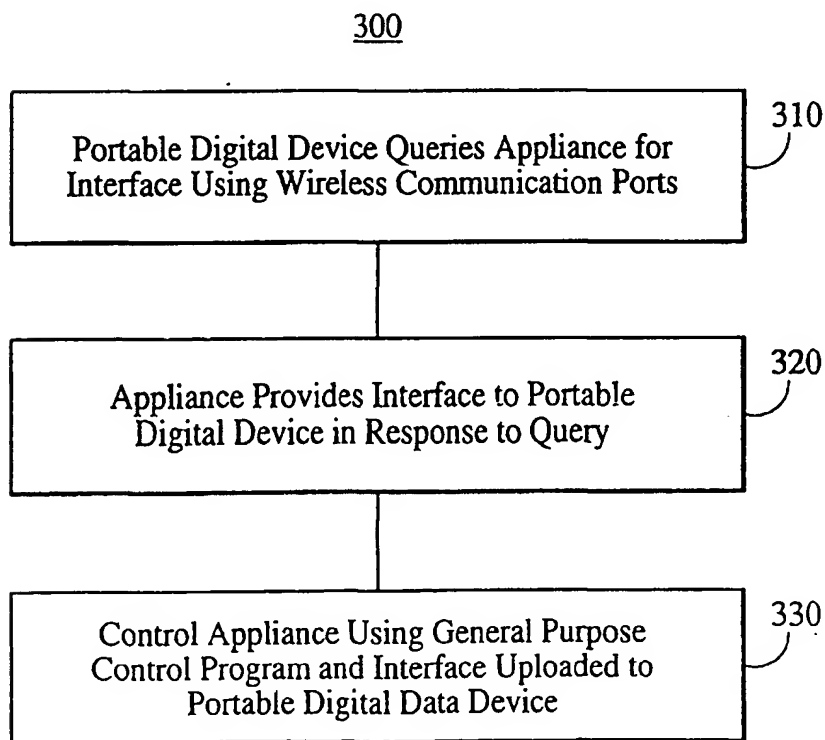 300
310
Portable Digital Device Queries Appliance for
Interface Using Wireless Communication Ports
320
Appliance Provides Interface to Portable
Digital Device in Response to Query
330
Control Appliance Using General Purpose
Control Program and Interface Uploaded to
Portable Digital Data Device